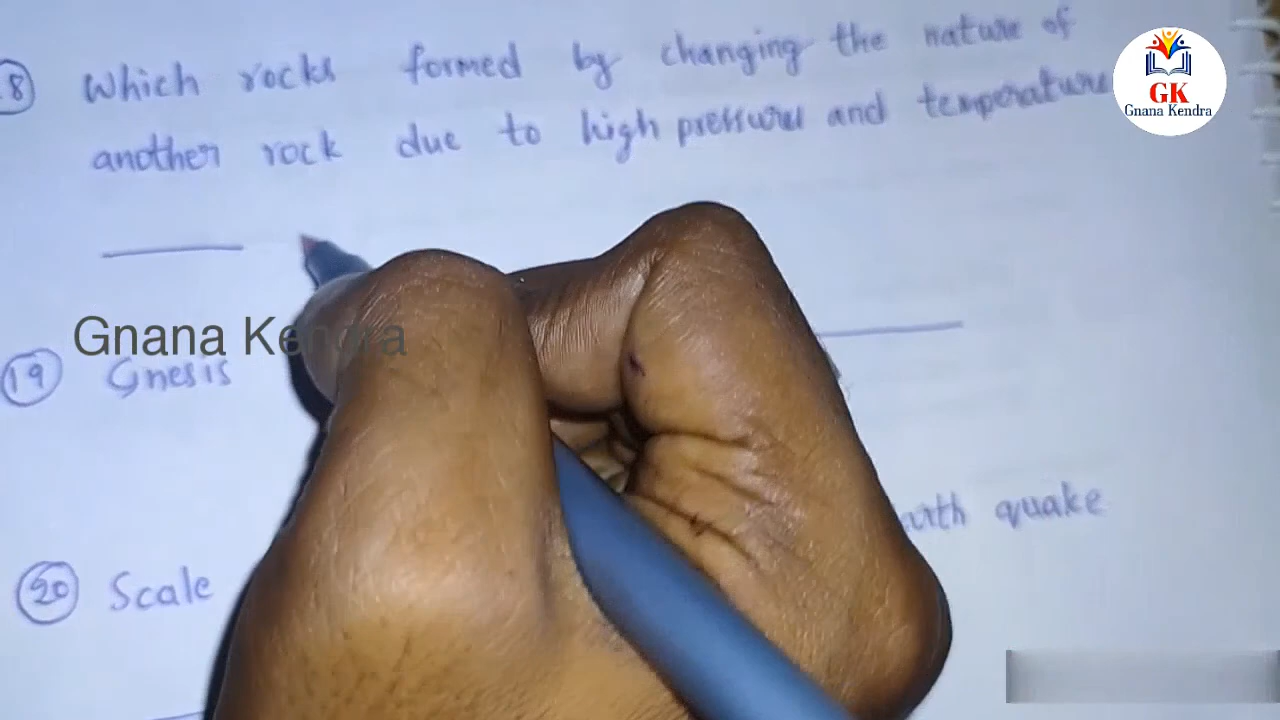 18 Which rocks formed by changing the nature of
another rock due to high pressure and temperature
GK
Gnana Kendra
Gnana Kendra
19 Gnesis
earth quake
20 Scale